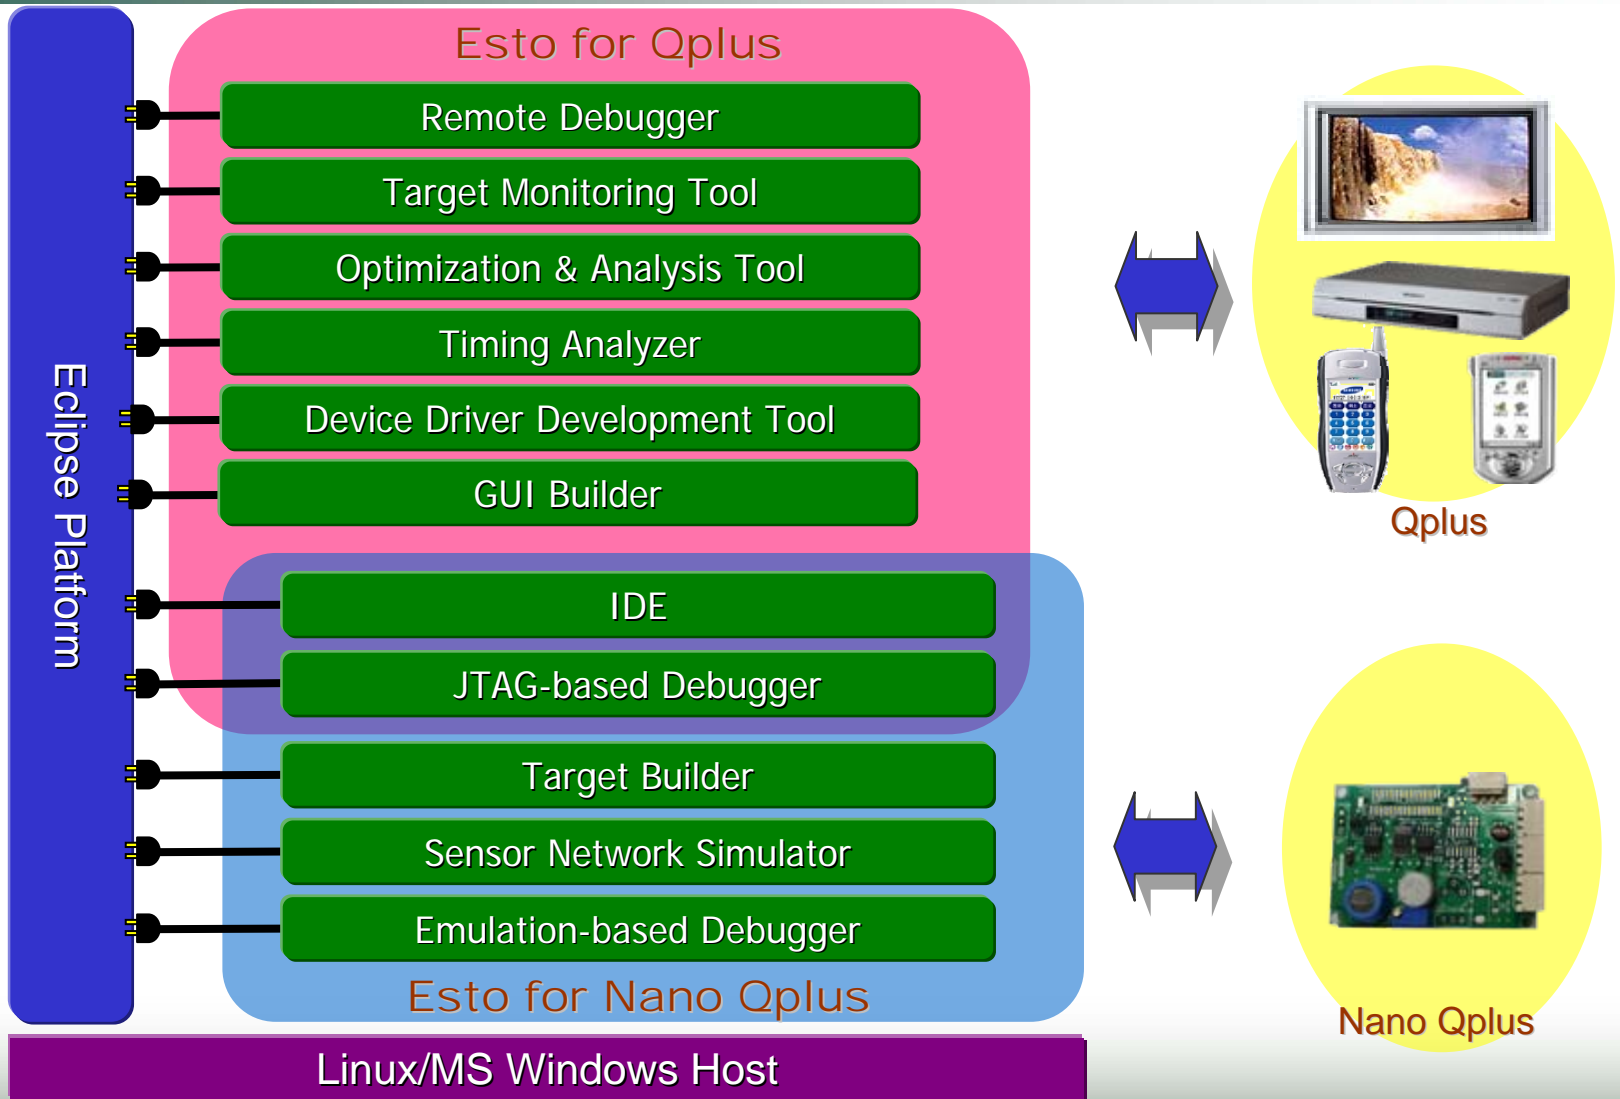 Esto for Qplus
Remote Debugger
Target Monitoring Tool
Optimization & Analysis Tool
Timing Analyzer
Device Driver Development Tool
GUI Builder
IDE
JTAG-based Debugger
Target Builder
Sensor Network Simulator
Emulation-based Debugger
Esto for Nano Qplus
Eclipse Platform
Linux/MS Windows Host
Qplus
Nano Qplus